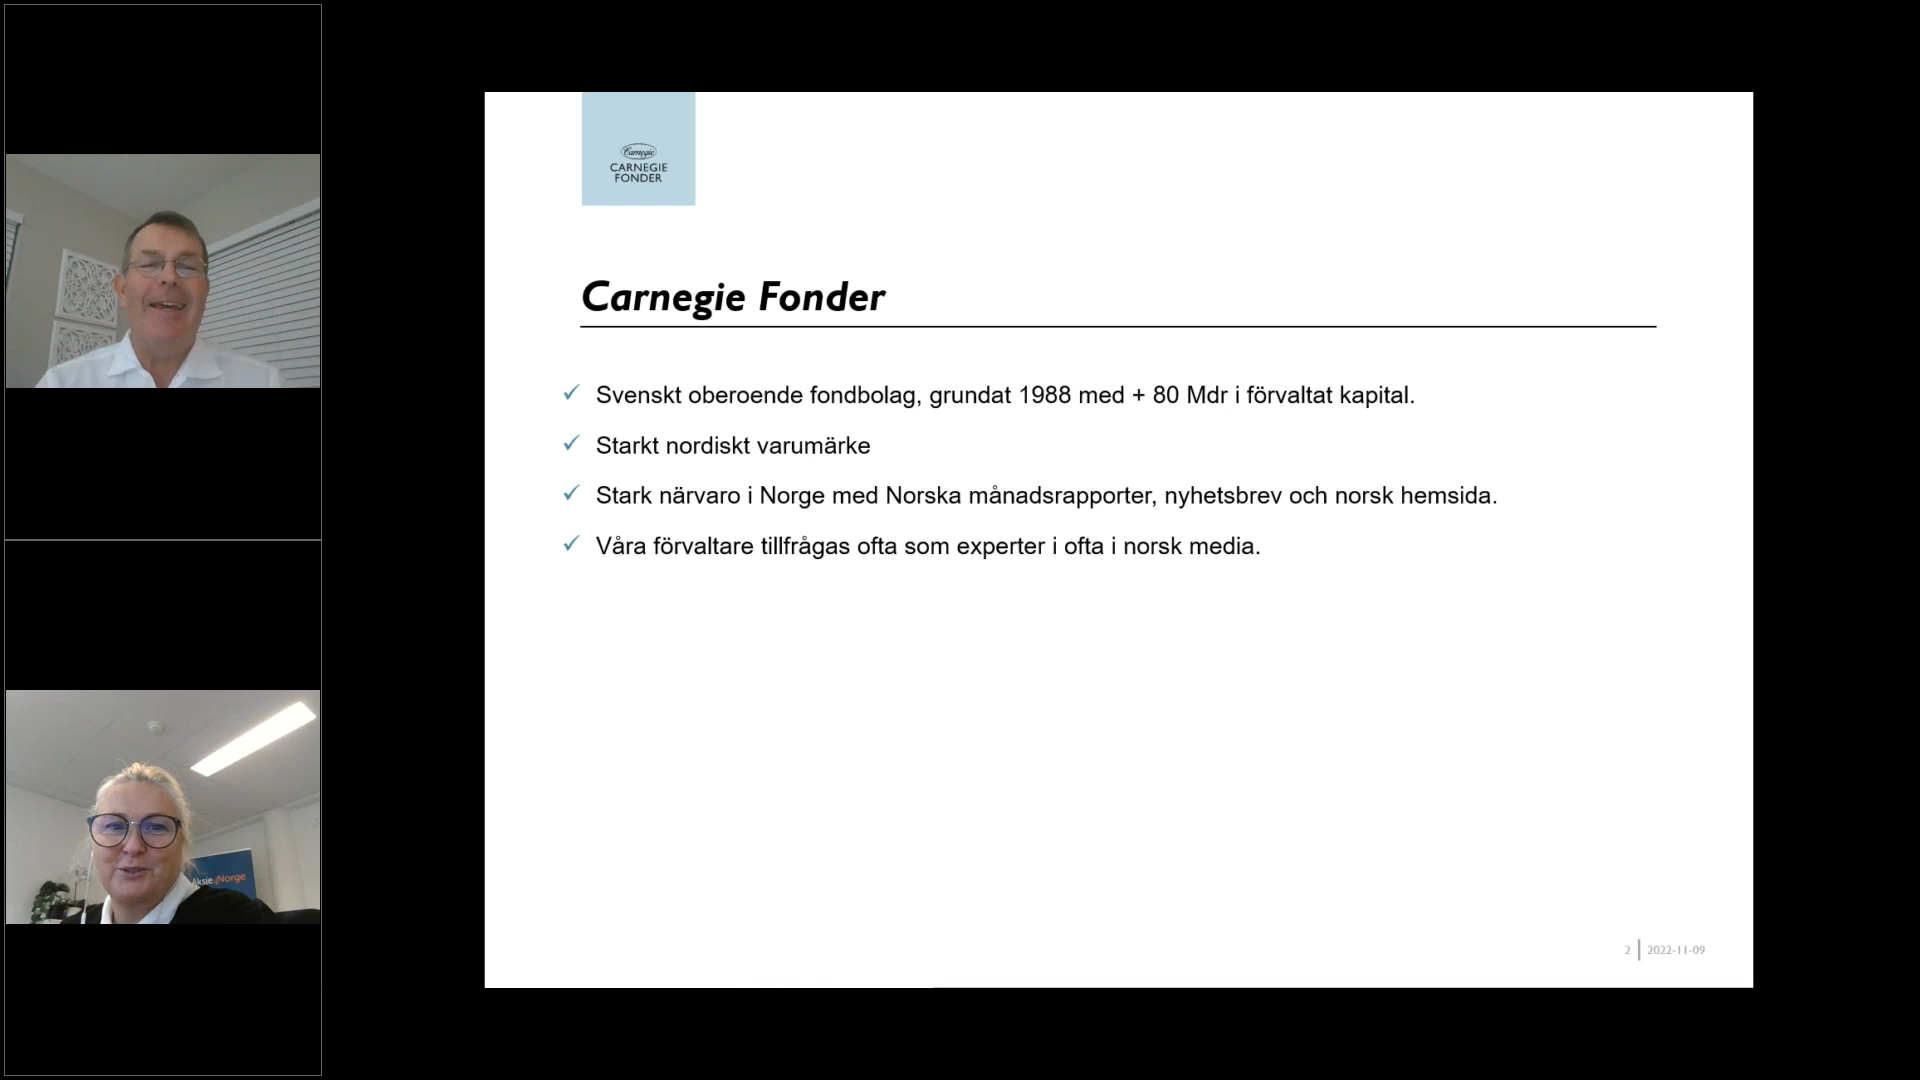 Carnegie
CARNEGIE
FONDER
Carnegie Fonder
Svenskt oberoende fondbolag, grundat 1988 med + 80 Mdr i förvaltat kapital.
Starkt nordiskt varumärke
Stark närvaro i Norge med Norska månadsrapporter, nyhetsbrev och norsk hemsida.
Våra förvaltare tillfrågas ofta som experter i ofta i norsk media.
AksieNorge
2 | 2022-11-09